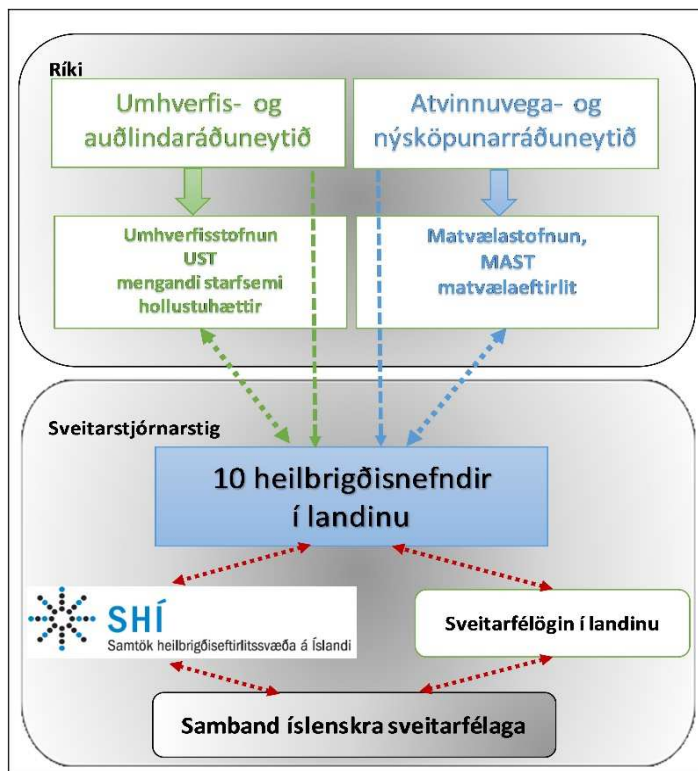 Ríki
Umhverfis- og
auðlindaráðuneytið
Atvinnuvega- og
nýsköpunarráðuneytið
Umhverfisstofnun
UST
mengandi starfsemi
hollustuhættir
Matvælastofnun,
MAST
matvælaeftirlit
Sveitarstjórnarstig
10 heilbrigðisnefndir
í landinu
SHÍ
Samtök heilbrigðiseftirlitssvæða á Íslandi
Sveitarfélögin í landinu
Samband íslenskra sveitarfélaga